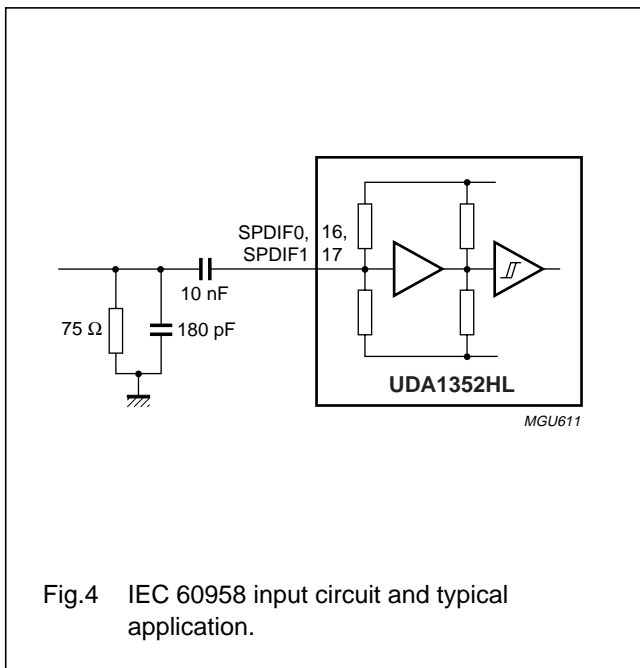 SPDIF0, 16,
SPDIF1 17
10 nF
75 Ω
180 pF
UDA1352HL
MGU611
Fig.4 IEC 60958 input circuit and typical
application.